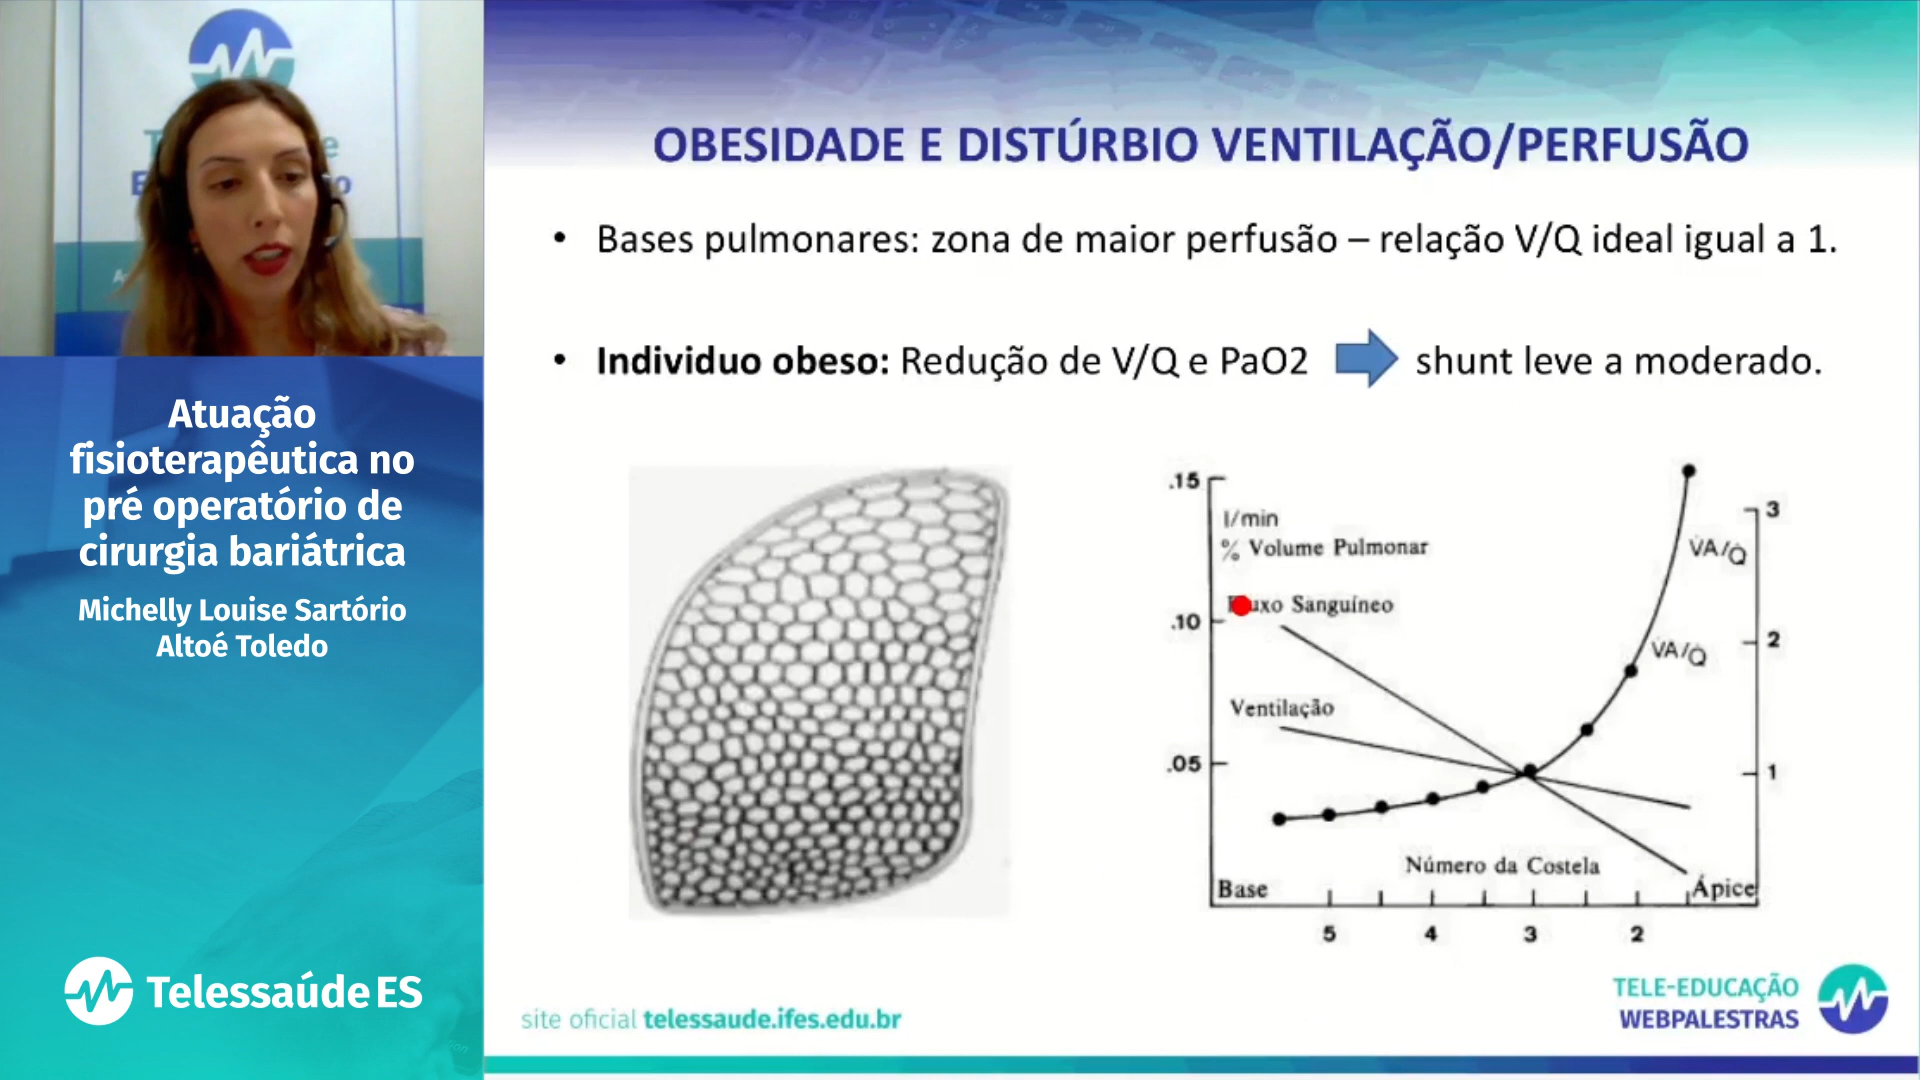 Atuação
fisioterapêutica no
pré operatório de
cirurgia bariátrica
Michelly Louise Sartório
Altoé Toledo
Telessaúde ES
OBESIDADE E DISTÚRBIO VENTILAÇÃO/PERFUSÃO
• Bases pulmonares: zona de maior perfusão – relação V/Q ideal igual a 1.
• Individuo obeso: Redução de V/Q e PaO2 shunt leve a moderado.
.15
l/min
% Volume Pulmonar
uxo Sanguíneo
.10
Ventilação
.05
Número da Costela
Base
Ápice
5 4 3 2
3
VA/Q
2
VA/Q
1
site oficial telessaude.ifes.edu.br
TELE-EDUCAÇÃO
WEBPALESTRAS